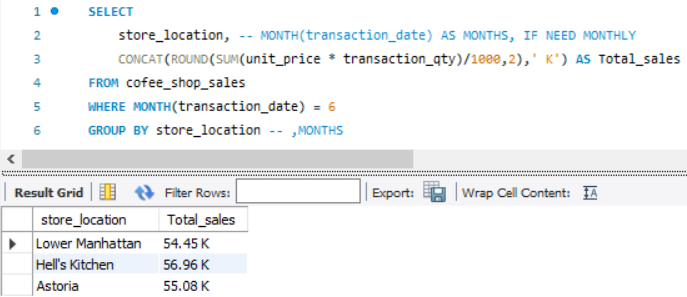 1 SELECT
2 store_location, -- MONTH(transaction_date) AS MONTHS, IF NEED MONTHLY
3 CONCAT(ROUND(SUM(unit_price * transaction_qty)/1000,2),' K') AS Total_sales
4 FROM cofee_shop_sales
5 WHERE MONTH(transaction_date) = 6
6 GROUP BY store_location -- ,MONTHS
Result Grid Filter Rows: Export: Wrap Cell Content:
store_location Total_sales
Lower Manhattan 54.45 K
Hell's Kitchen 56.96 K
Astoria 55.08 K